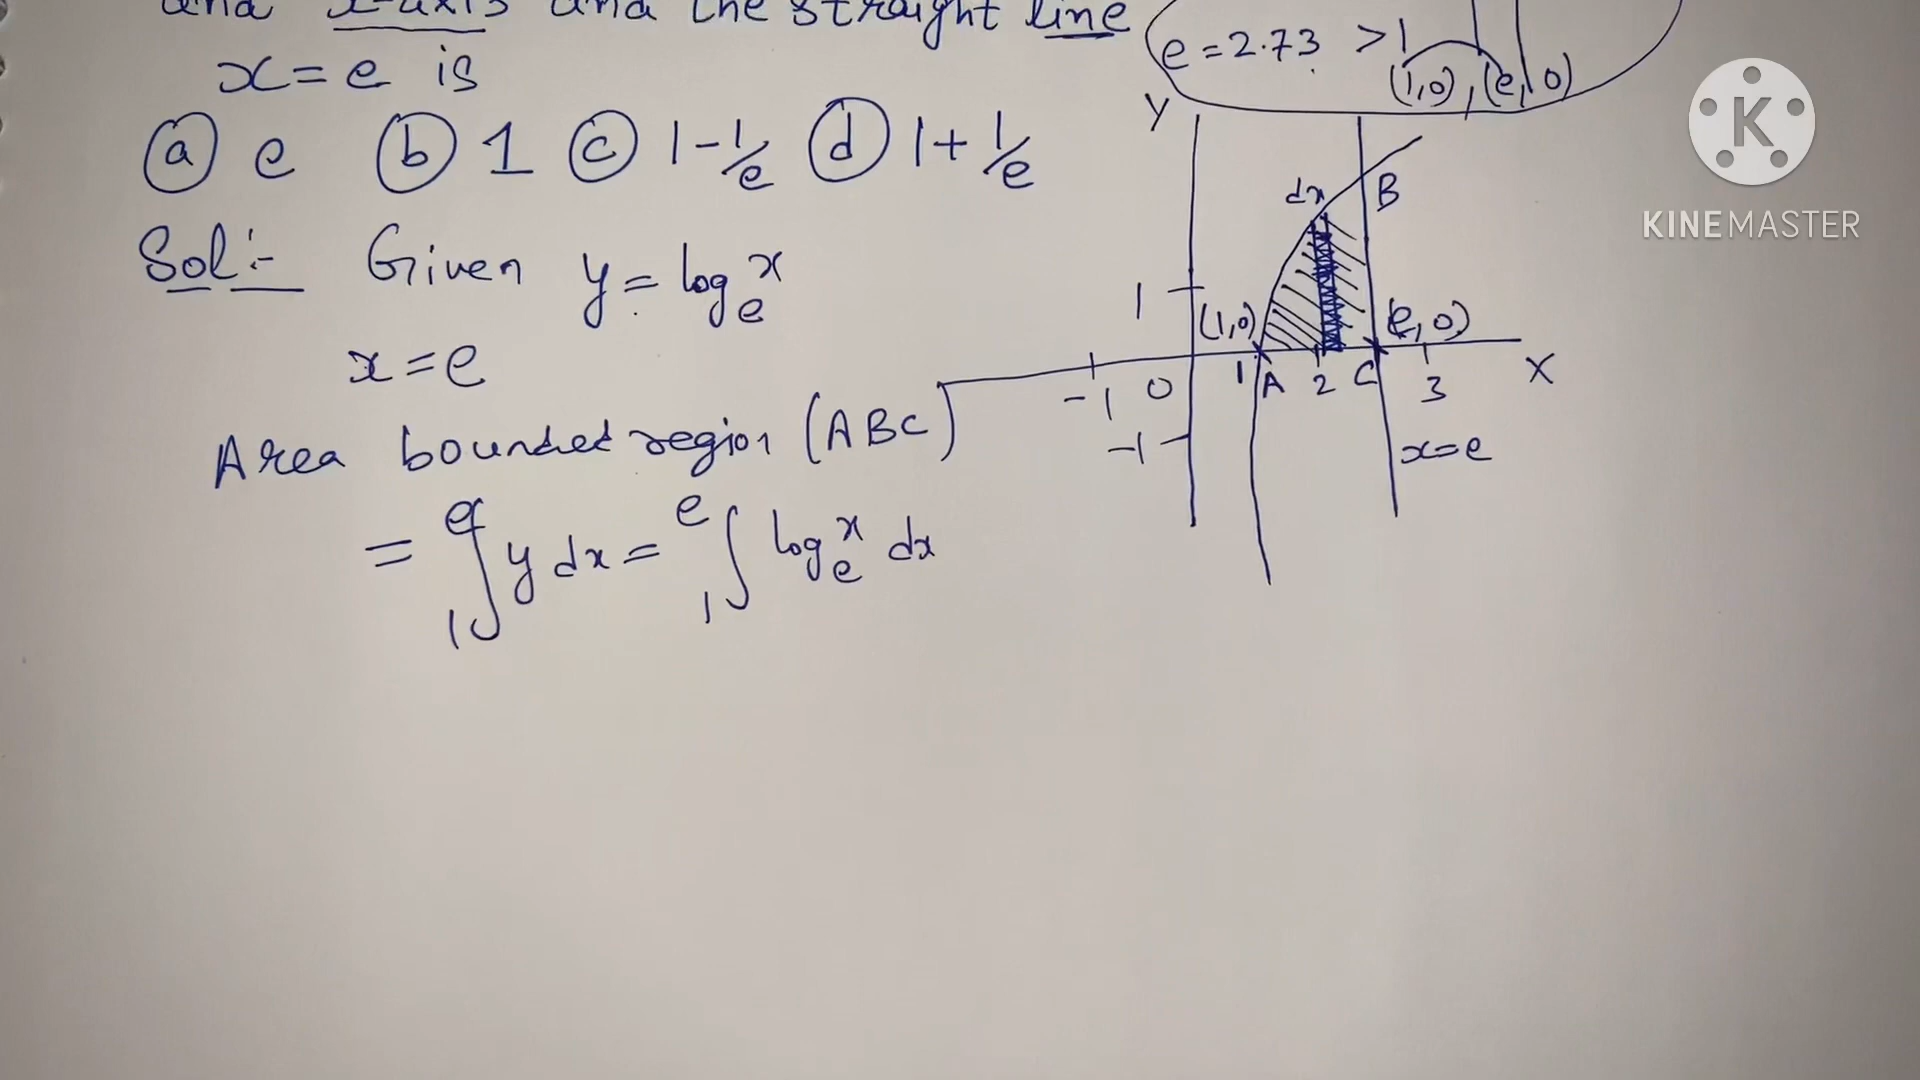 and x-axis and the straight line
x = e is
(a) e (b) 1 (c) 1 - 1/e (d) 1 + 1/e
Sol:- Given y = log_e x
x = e
Area bounded region (ABC)
= ∫_1^e y dx = ∫_1^e log_e x dx
e = 2.73 > 1
(1,0), (e,0)
Y
dx
B
1
(1,0)
(e,0)
-1 0 1 A 2 C 3 X
-1
x=e
K
KINEMASTER